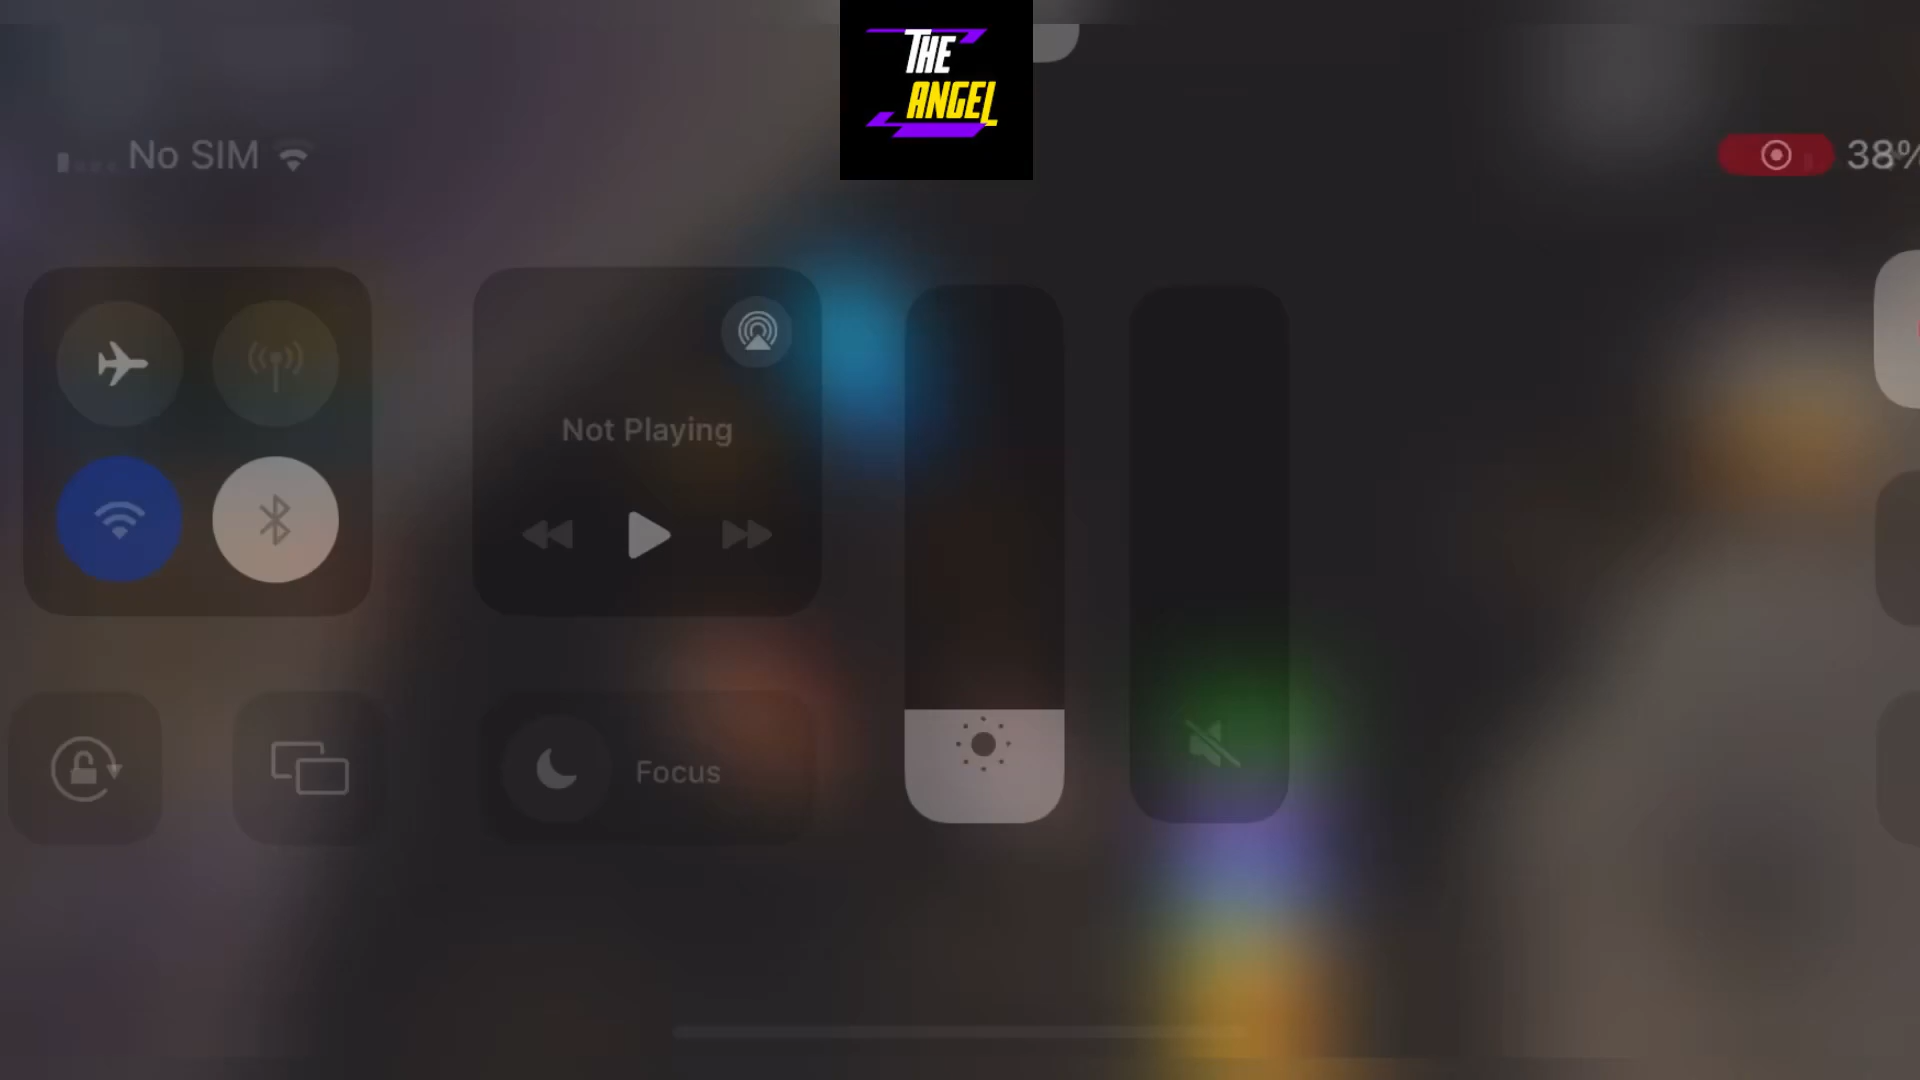 THE
ANGEL
No SIM
38%
Not Playing
Focus